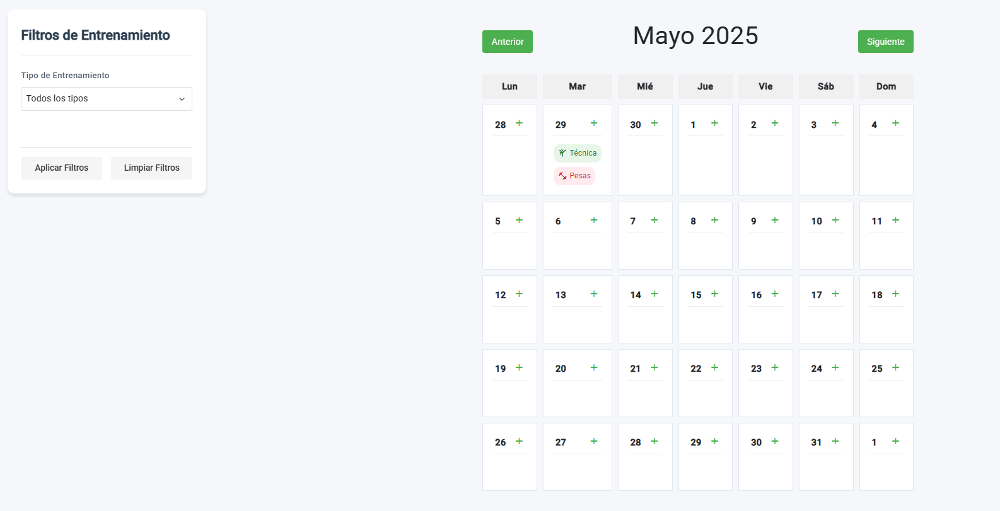 Filtros de Entrenamiento
Tipo de Entrenamiento
Todos los tipos
Aplicar Filtros Limpiar Filtros
Anterior Mayo 2025 Siguiente
Lun Mar Mié Jue Vie Sáb Dom
28 + 29 + 30 + 1 + 2 + 3 + 4 +
Técnica
Pesas
5 + 6 + 7 + 8 + 9 + 10 + 11 +
12 + 13 + 14 + 15 + 16 + 17 + 18 +
19 + 20 + 21 + 22 + 23 + 24 + 25 +
26 + 27 + 28 + 29 + 30 + 31 + 1 +